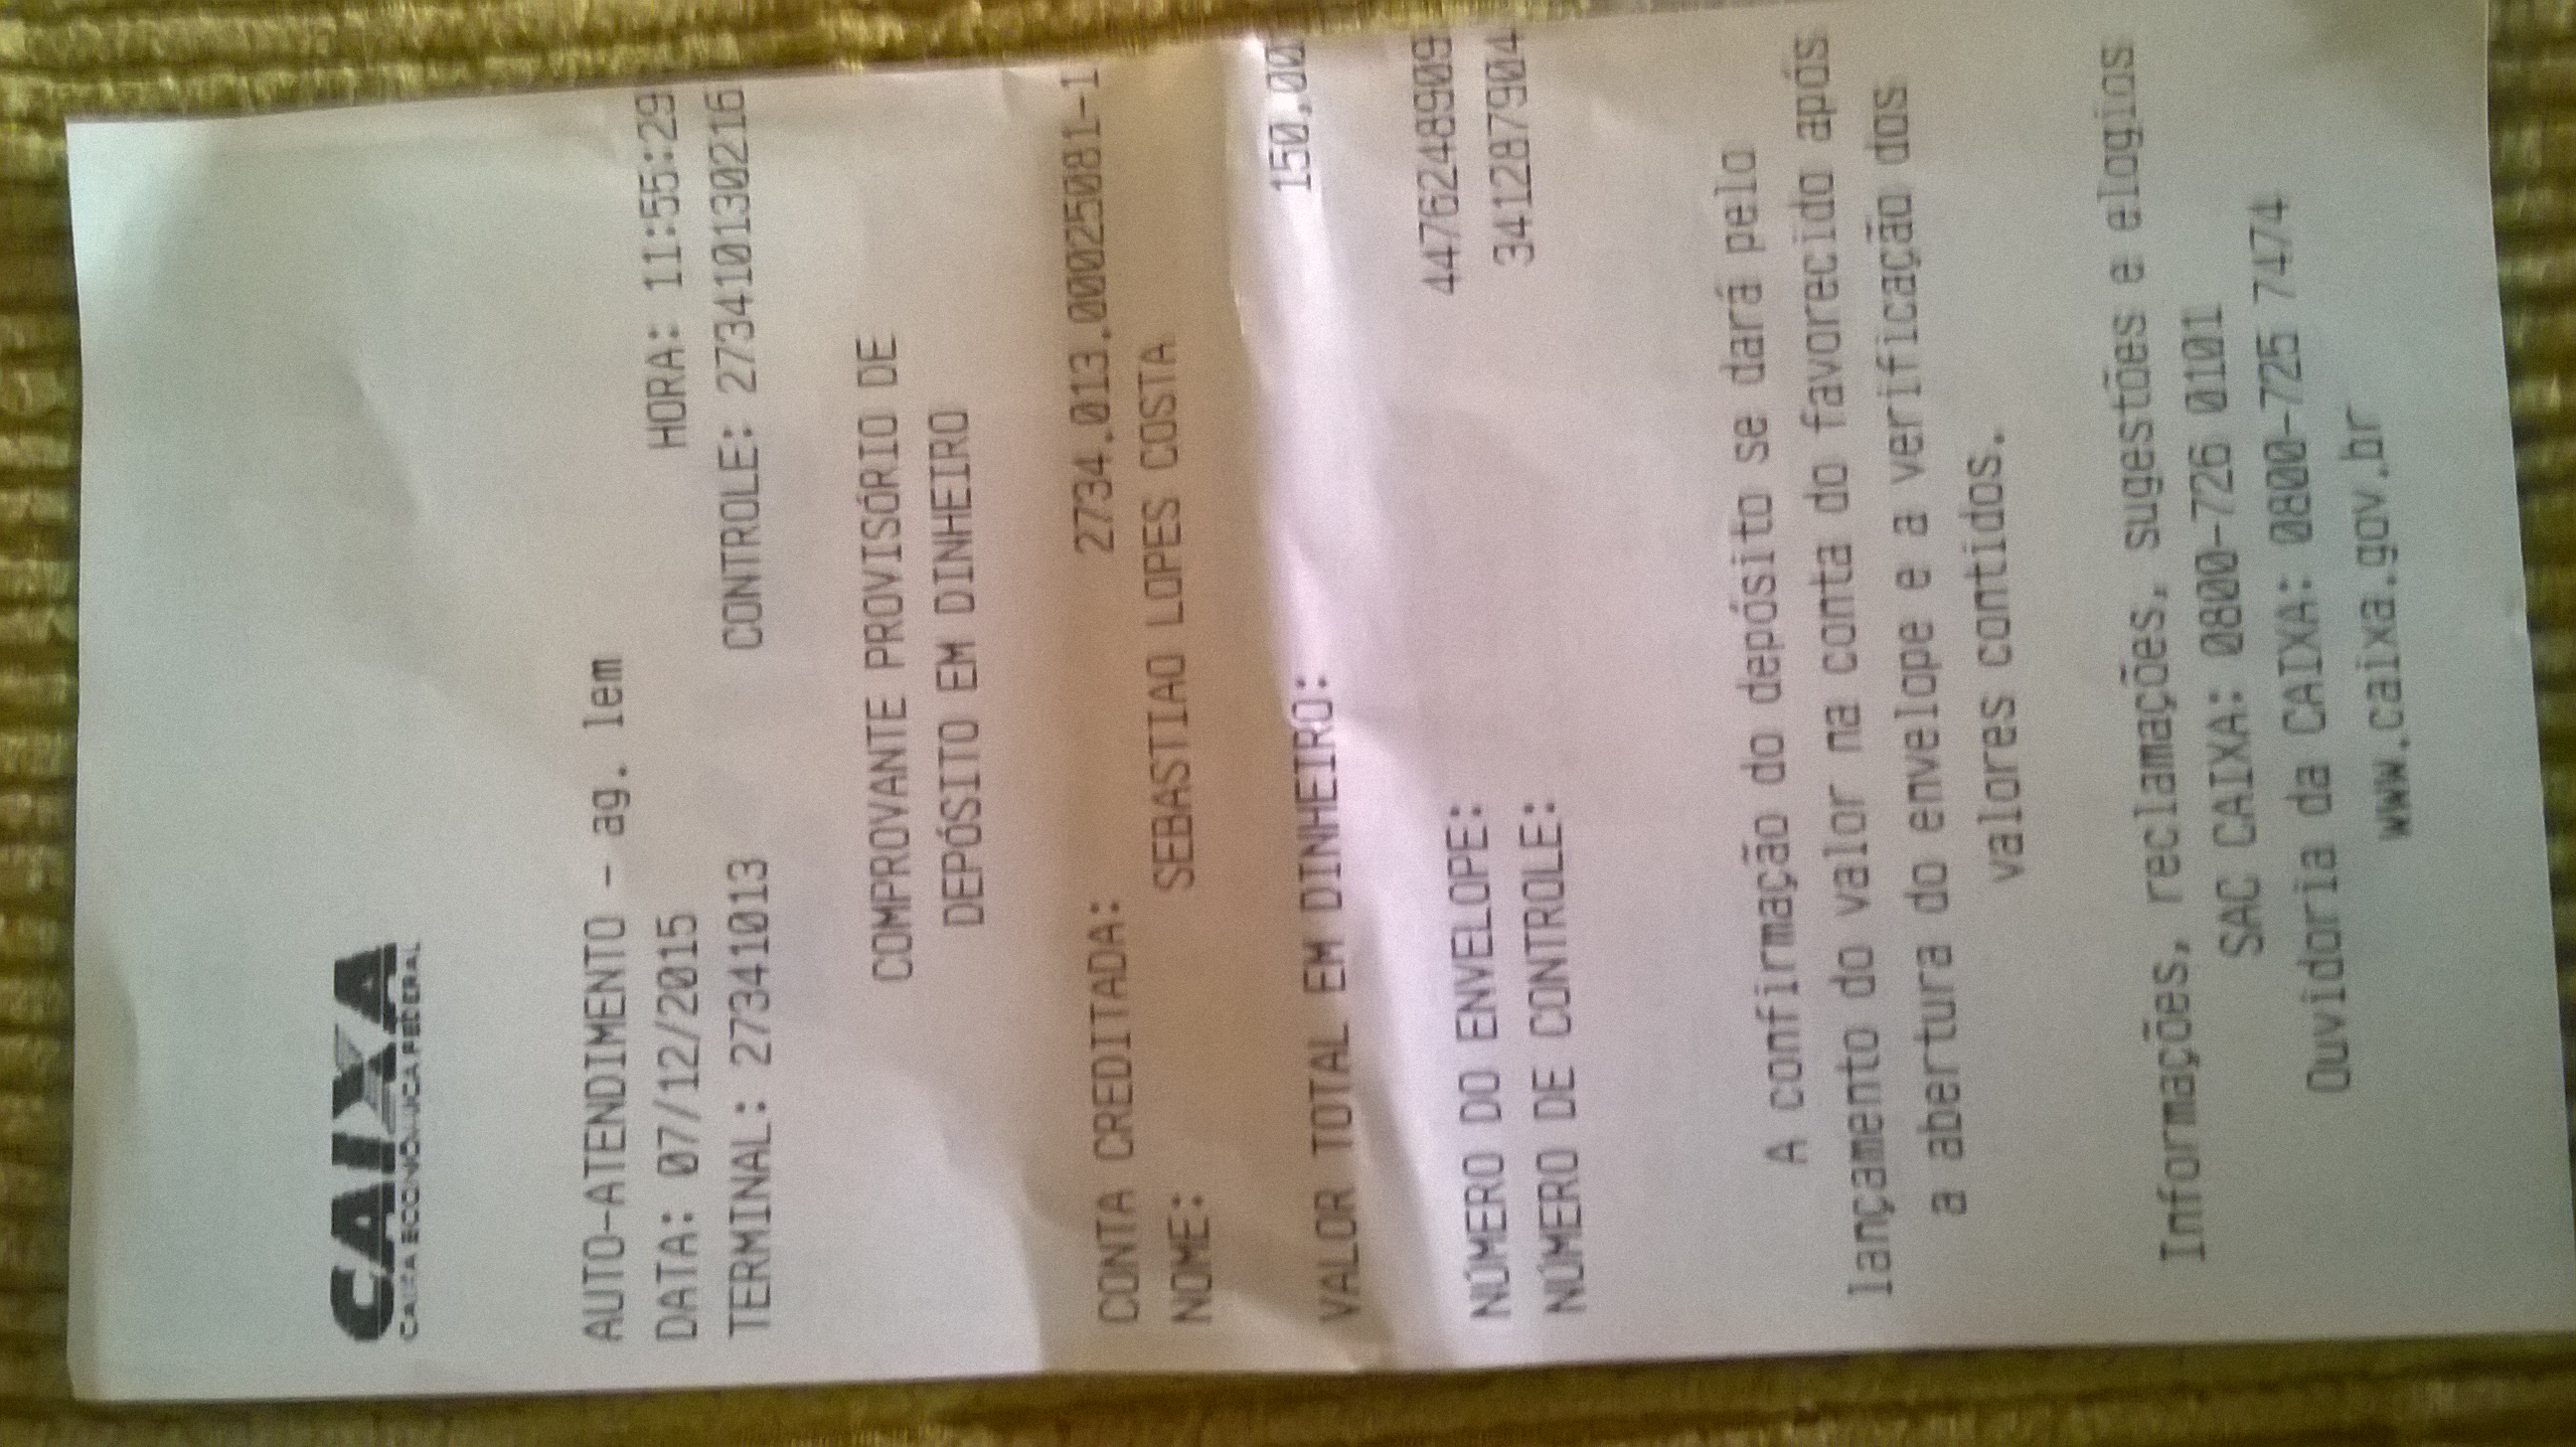 CAIXA
CAIXA ECONOMICA FEDERAL
AUTO-ATENDIMENTO - ag. lem
DATA: 07/12/2015 HORA: 11:55:29
TERMINAL: 27341013 CONTROLE: 273410130216
COMPROVANTE PROVISÓRIO DE
DEPÓSITO EM DINHEIRO
CONTA CREDITADA: 2734.013.00025081-1
NOME: SEBASTIAO LOPES COSTA
VALOR TOTAL EM DINHEIRO: 150,00
NÚMERO DO ENVELOPE: 4476248909
NÚMERO DE CONTROLE: 341287904
A confirmação do depósito se dará pelo
lançamento do valor na conta do favorecido após
a abertura do envelope e a verificação dos
valores contidos.
Informações, reclamações, sugestões e elogios
SAC CAIXA: 0800-726 0101
Ouvidoria da CAIXA: 0800-725 7474
www.caixa.gov.br